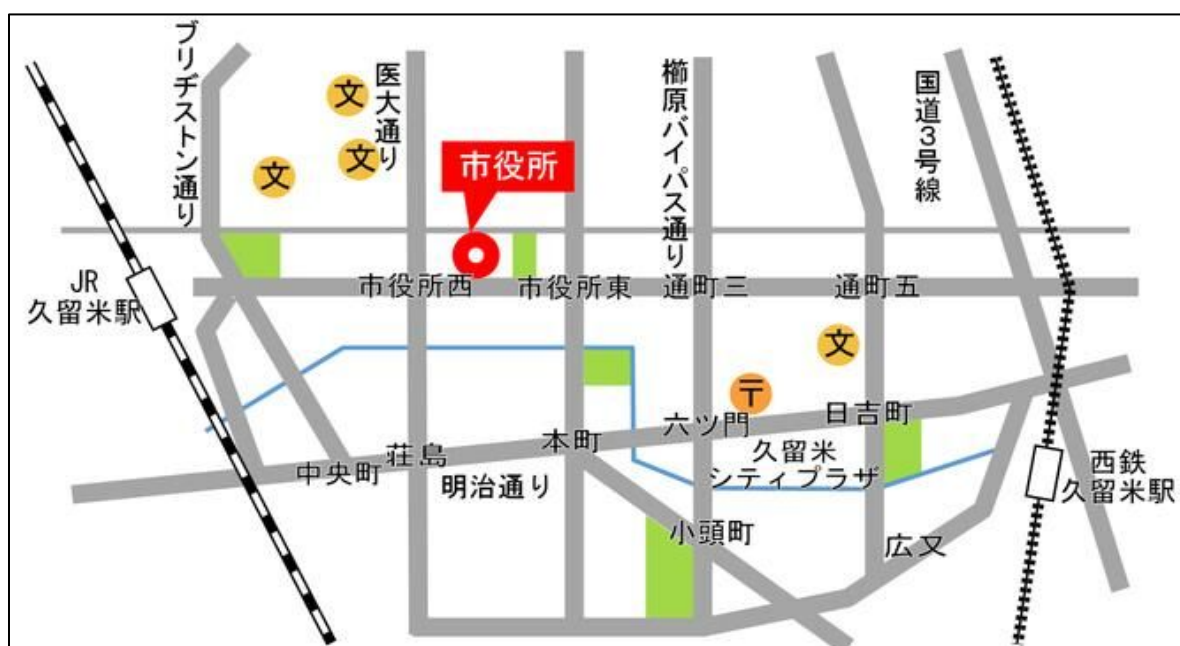 ブリヂストン通り
医大通り
櫛原バイパス通り
国道3号線
文
文
文
市役所
JR
久留米駅
市役所西
市役所東
通町三
通町五
文
〒
中央町
荘島
本町
六ツ門
日吉町
明治通り
久留米
シティプラザ
西鉄
久留米駅
小頭町
広又